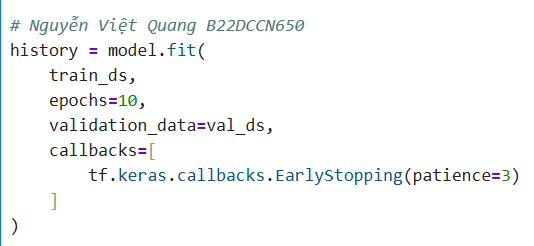 # Nguyễn Việt Quang B22DCCN650
history = model.fit(
    train_ds,
    epochs=10,
    validation_data=val_ds,
    callbacks=[
        tf.keras.callbacks.EarlyStopping(patience=3)
    ]
)